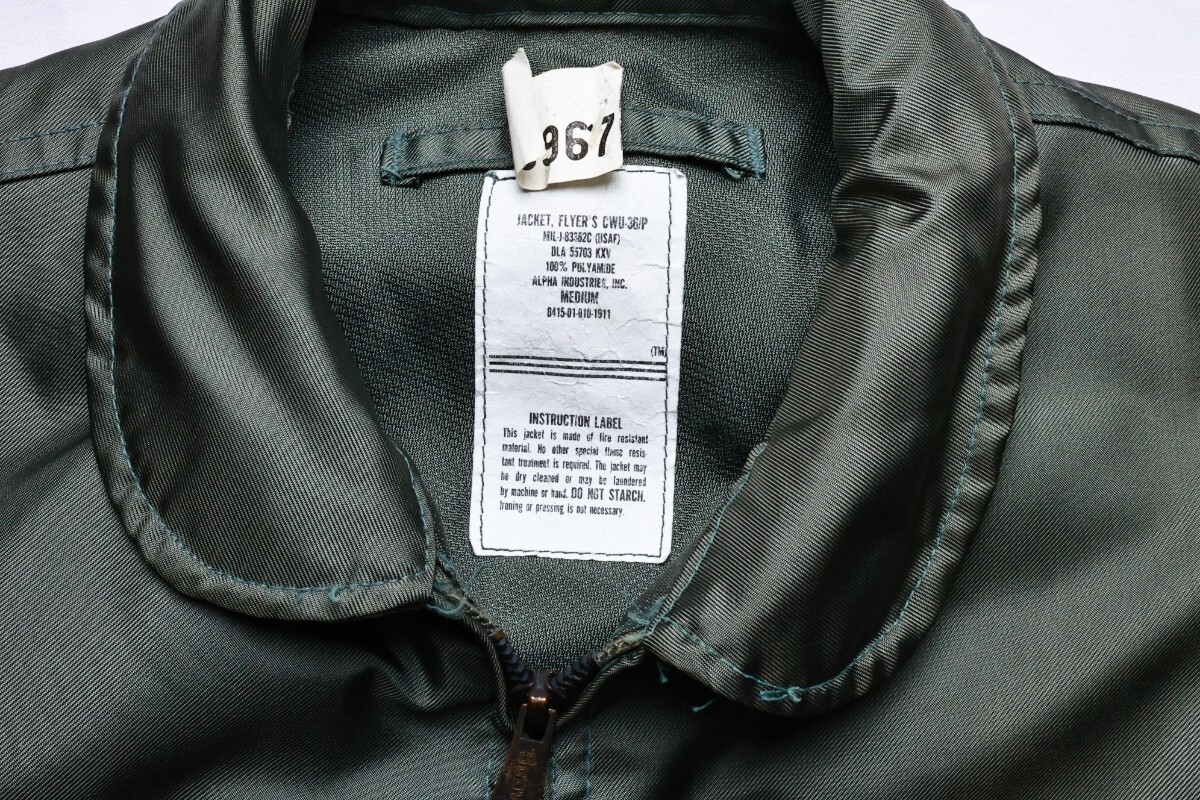 967
JACKET, FLYER'S CWU-36/P
MIL-J-83382C (USAF)
DLA 55703 KXV
100% POLYAMIDE
ALPHA INDUSTRIES, INC.
MEDIUM
8415-01-010-1911
(TM)
INSTRUCTION LABEL
This jacket is made of fire resistant
material. No other special flame resis-
tant treatment is required. The jacket may
be dry cleaned or may be laundered
by machine or hand. DO NOT STARCH.
Ironing or pressing is not necessary.